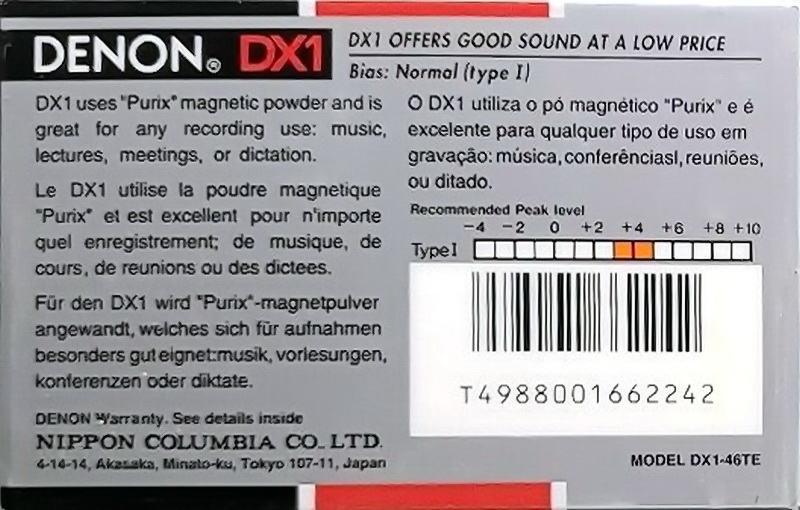 DENON® DX1
DX1 OFFERS GOOD SOUND AT A LOW PRICE
Bias: Normal (type I)
DX1 uses "Purix" magnetic powder and is
great for any recording use: music,
lectures, meetings, or dictation.
Le DX1 utilise la poudre magnetique
"Purix" et est excellent pour n'importe
quel enregistrement; de musique, de
cours, de reunions ou des dictees.
Für den DX1 wird "Purix"-magnetpulver
angewandt, welches sich für aufnahmen
besonders gut eignet:musik, vorlesungen,
konferenzen oder diktate.
DENON Warranty. See details inside
NIPPON COLUMBIA CO. LTD.
4-14-14, Akasaka, Minato-ku, Tokyo 107-11, Japan
O DX1 utiliza o pó magnético "Purix" e é
excelente para qualquer tipo de uso em
gravação: música, conferênciasl, reuniões,
ou ditado.
Recommended Peak level
−4 −2 0 +2 +4 +6 +8 +10
Type I
T4988001662242
MODEL DX1-46TE